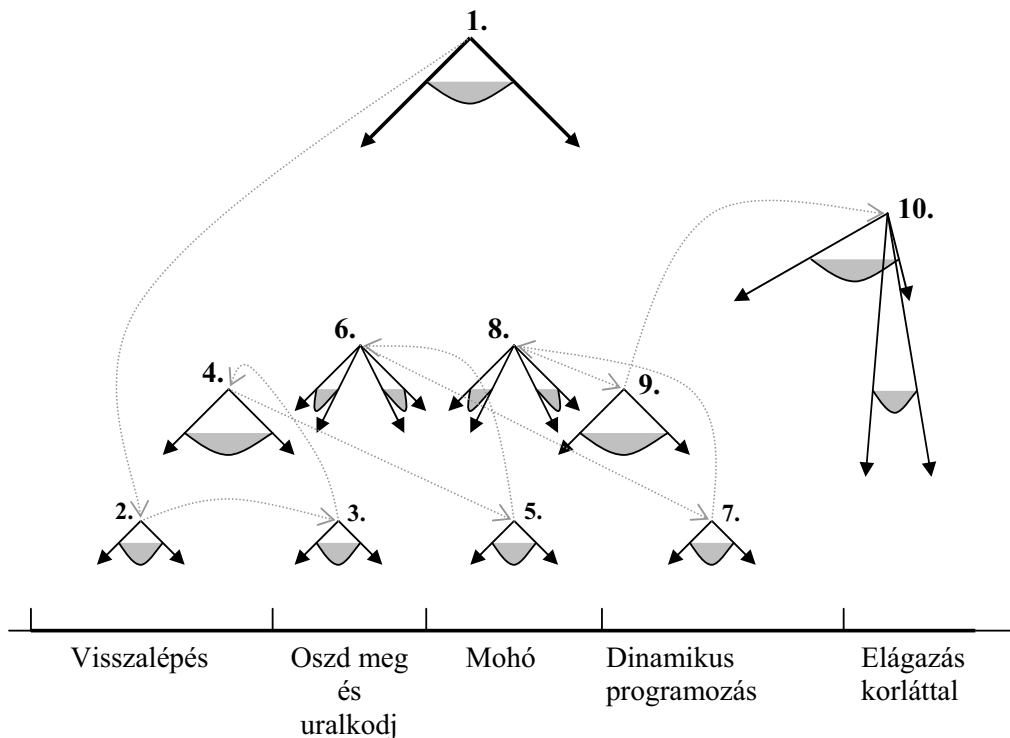 1.
10.
6.
8.
4.
9.
2.
3.
5.
7.
Visszalépés
Oszd meg
és
uralkodj
Mohó
Dinamikus
programozás
Elágazás
korláttal